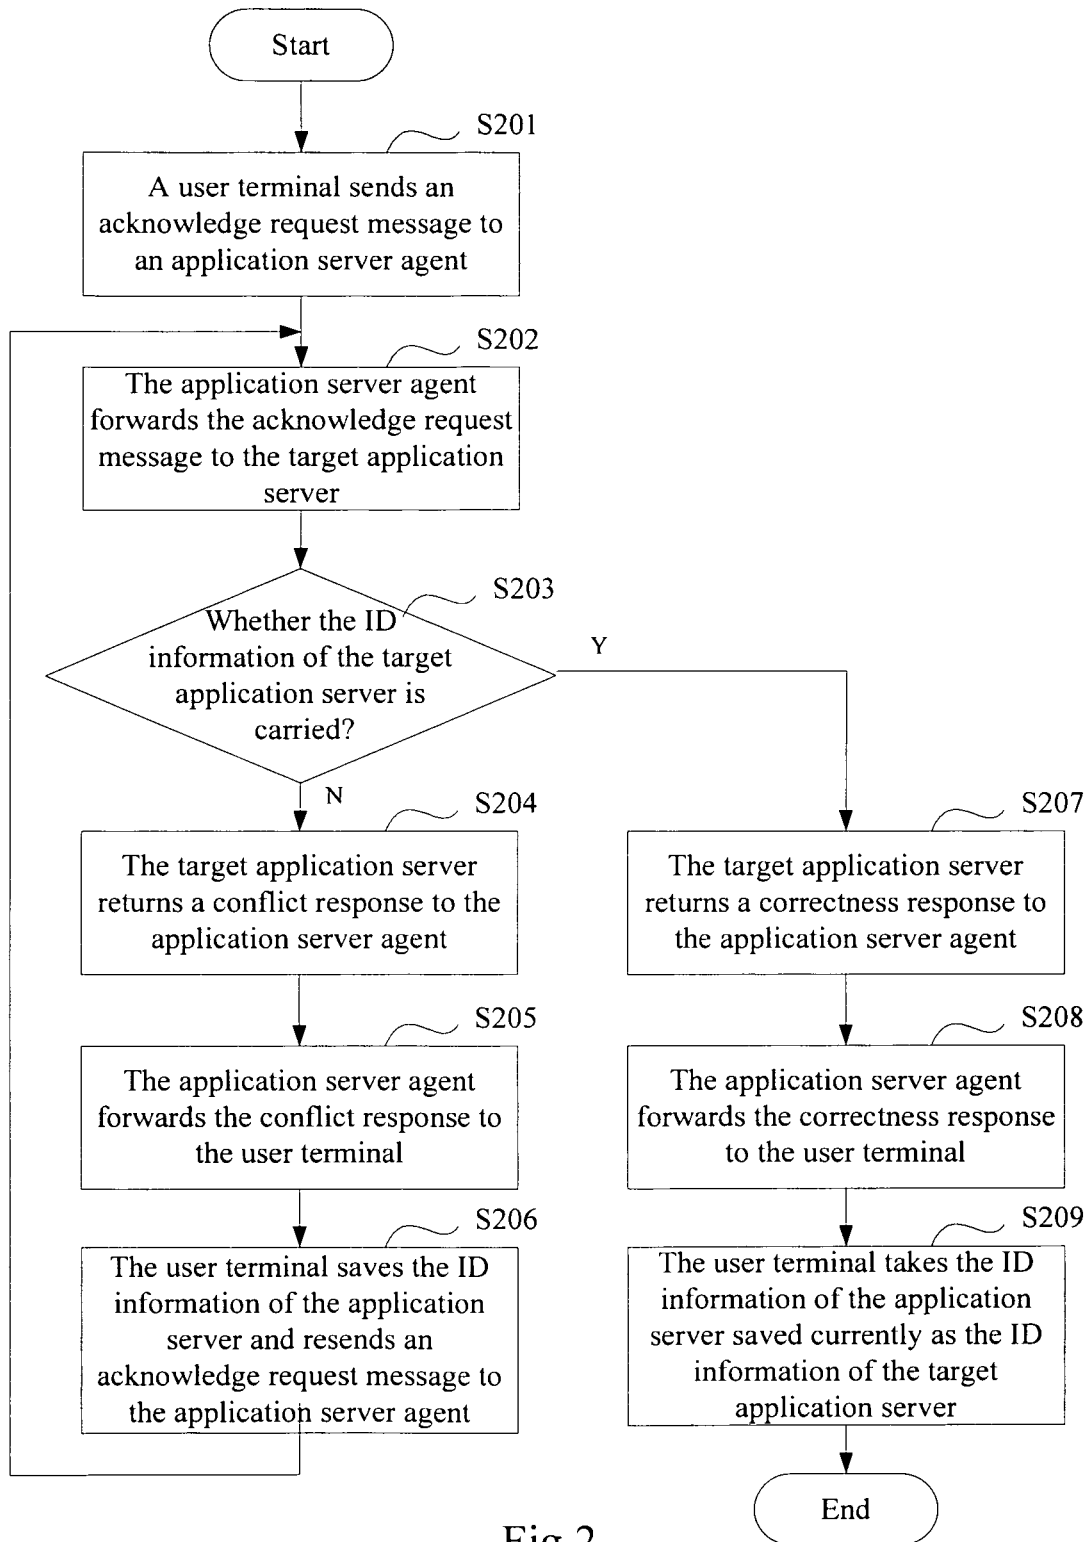 Start
S201
A user terminal sends an
acknowledge request message to
an application server agent
S202
The application server agent
forwards the acknowledge request
message to the target application
server
S203
Whether the ID
information of the target
application server is
carried?
Y
N
S204
The target application server
returns a conflict response to the
application server agent
S205
The application server agent
forwards the conflict response to
the user terminal
S206
The user terminal saves the ID
information of the application
server and resends an
acknowledge request message to
the application server agent
S207
The target application server
returns a correctness response to
the application server agent
S208
The application server agent
forwards the correctness response
to the user terminal
S209
The user terminal takes the ID
information of the application
server saved currently as the ID
information of the target
application server
End
Fig.2